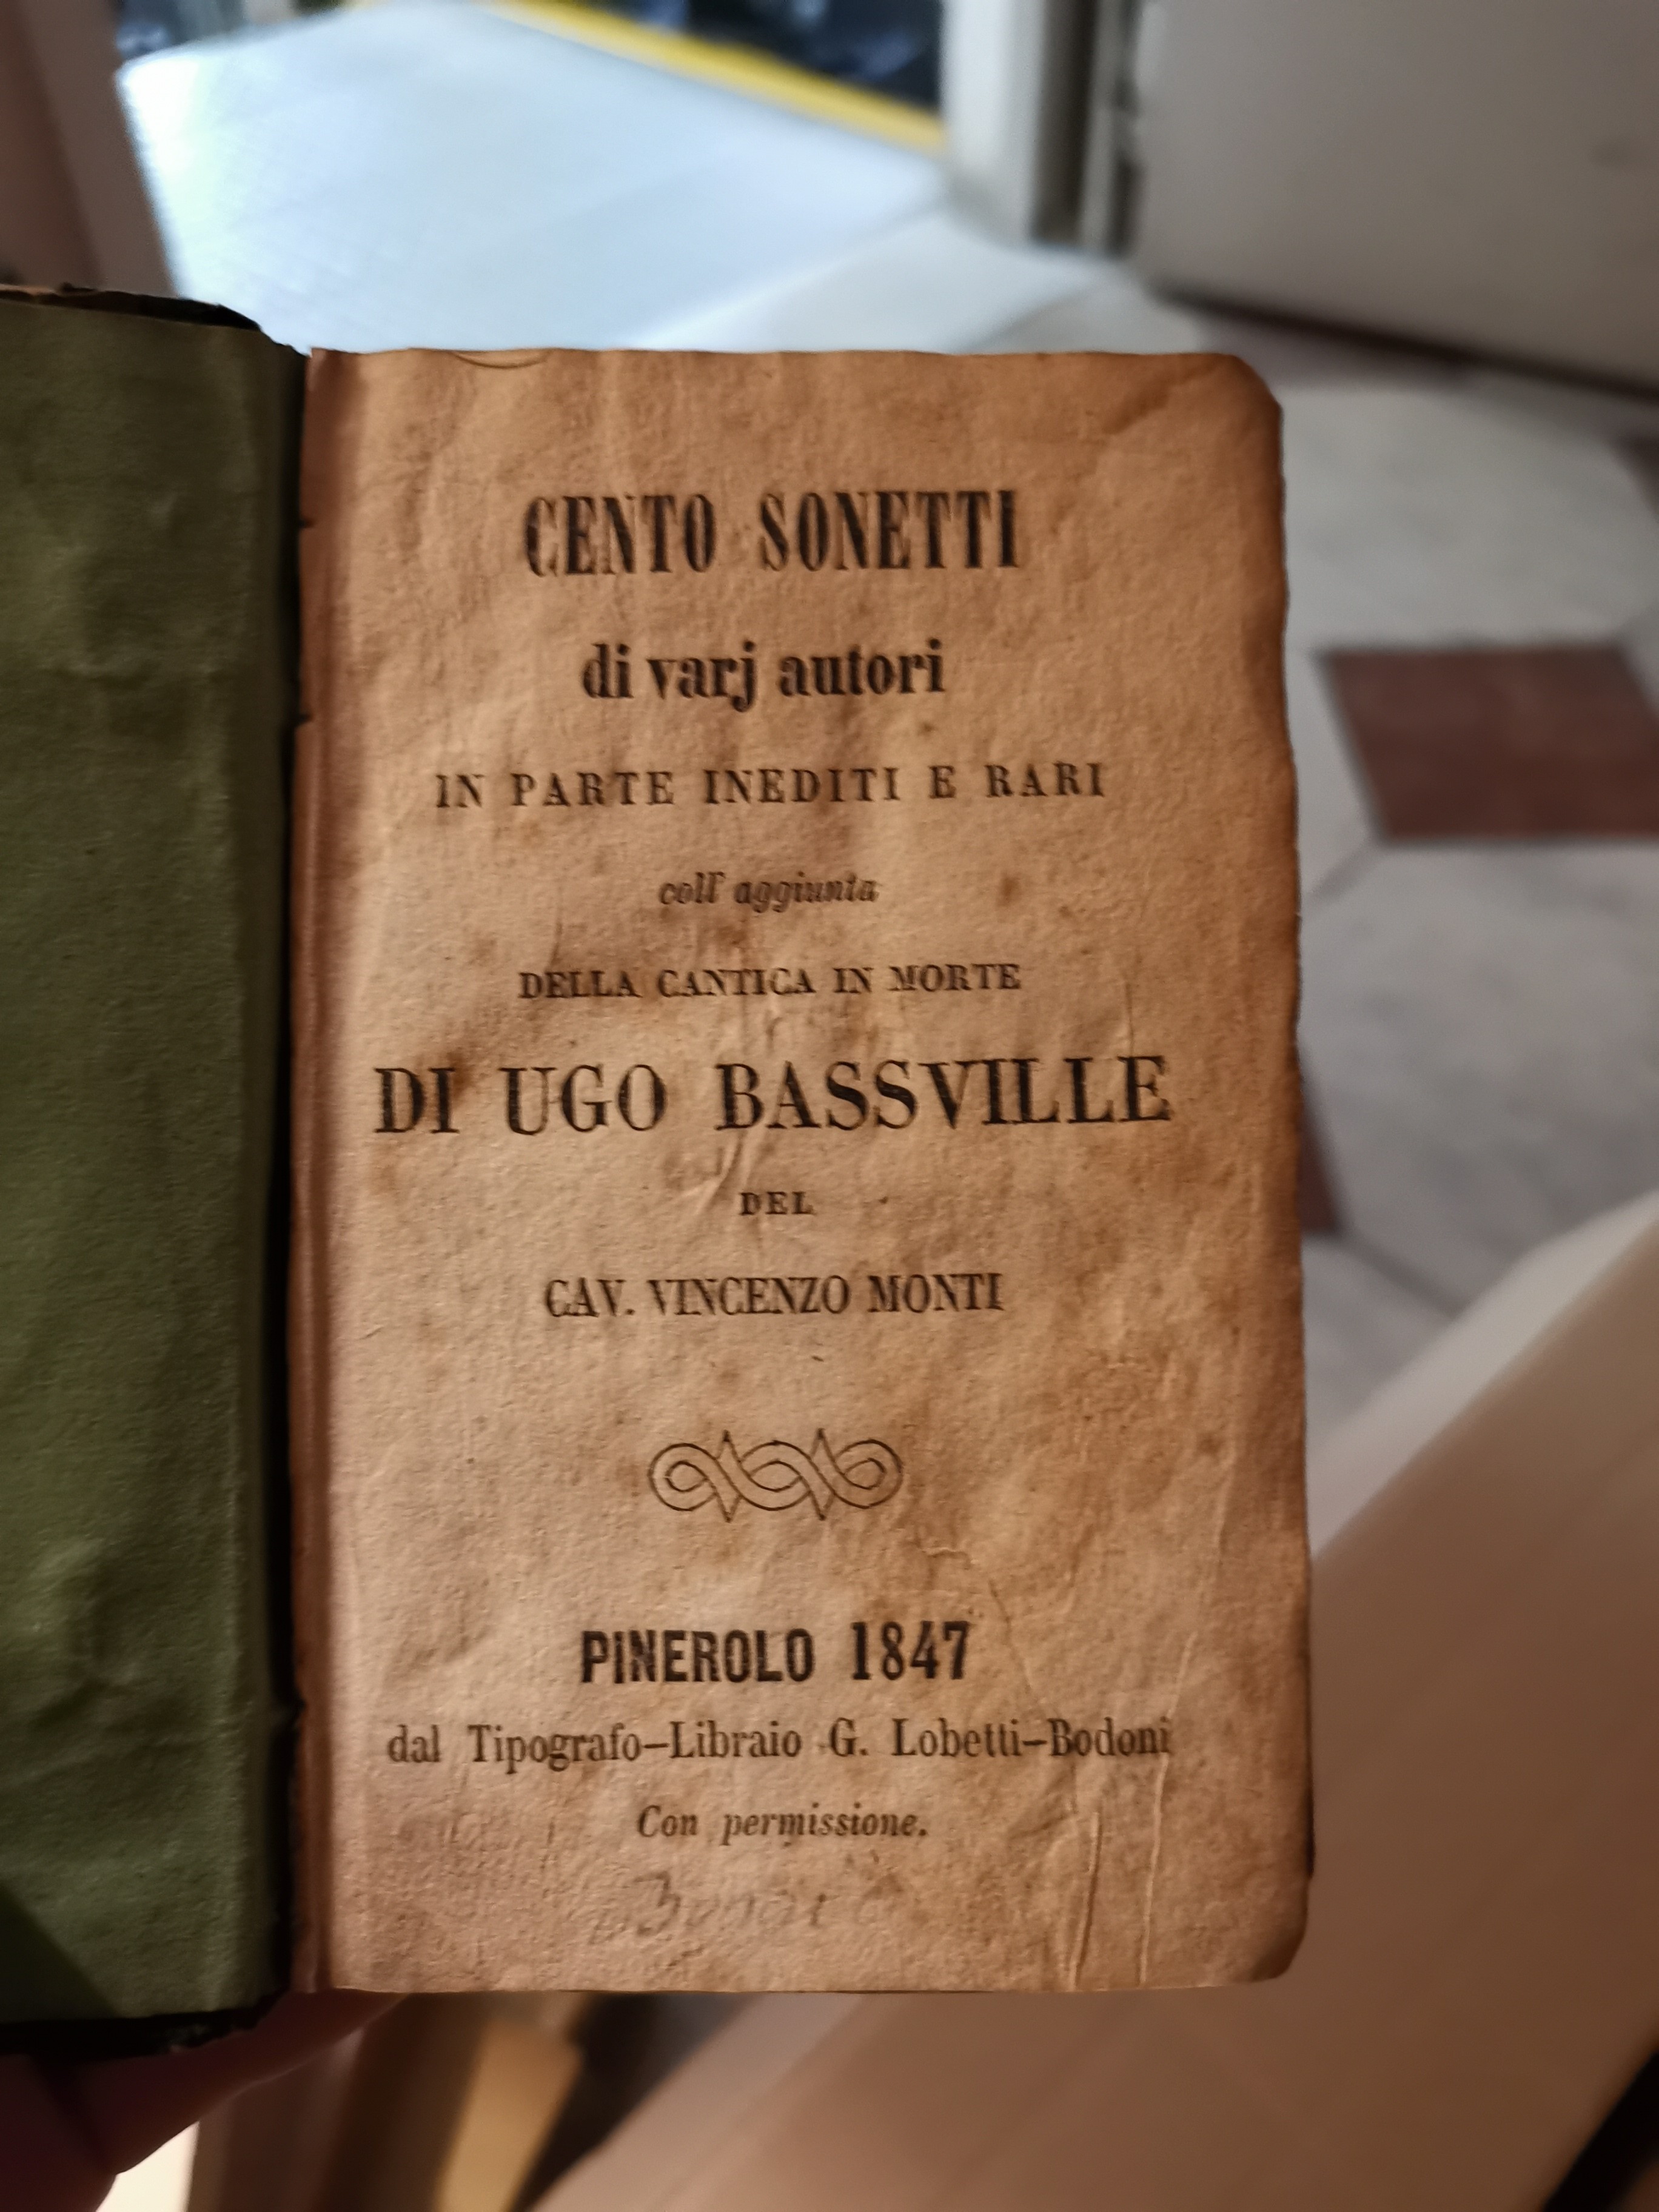 CENTO SONETTI
di varj autori
IN PARTE INEDITI E RARI
coll' aggiunta
DELLA CANTICA IN MORTE
DI UGO BASSVILLE
DEL
CAV. VINCENZO MONTI
PINEROLO 1847
dal Tipografo–Libraio G. Lobetti–Bodoni
Con permissione.